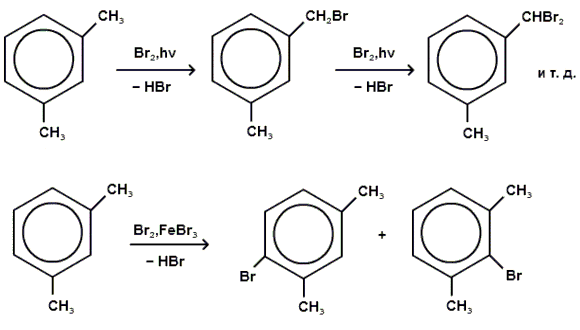 CH₃ CH₂Br CHBr₂
Br₂,hν Br₂,hν
– HBr – HBr и т. д.
CH₃ CH₃ CH₃
CH₃ CH₃ CH₃
Br₂,FeBr₃ +
– HBr Br Br
CH₃ CH₃ CH₃